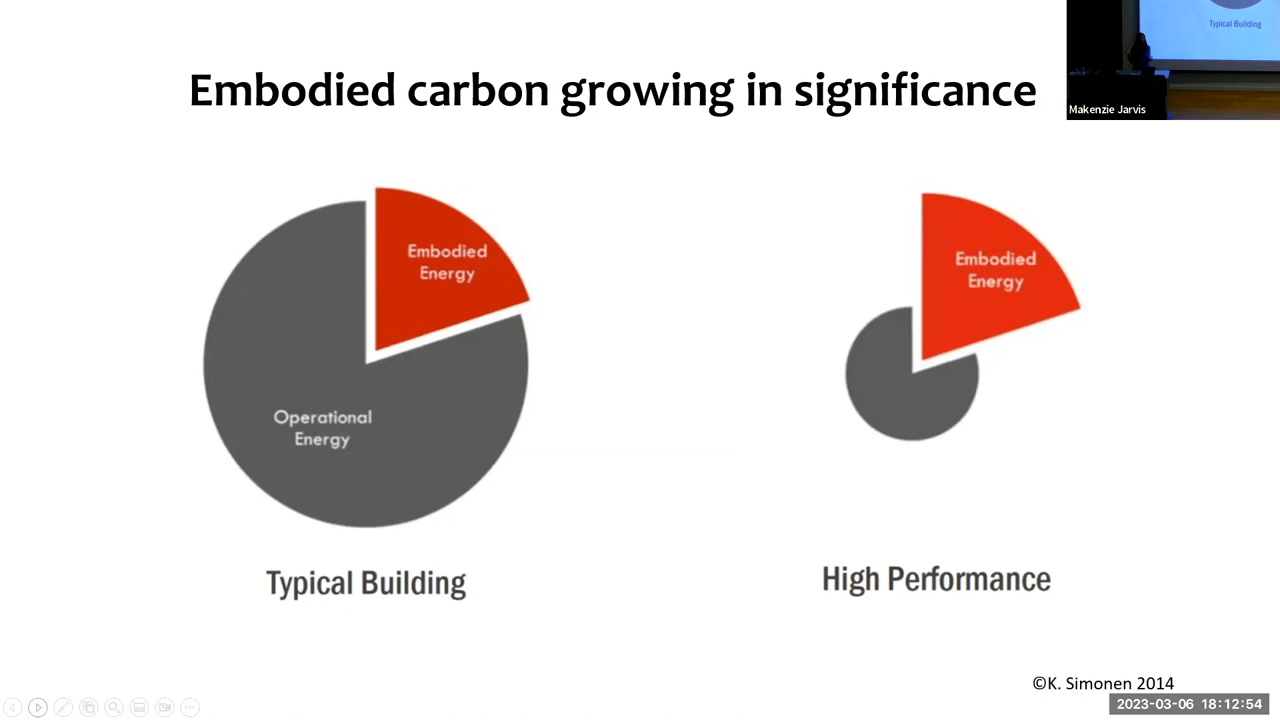 Embodied carbon growing in significance
Typical Building
Makenzie Jarvis
Embodied
Energy
Operational
Energy
Typical Building
Embodied
Energy
High Performance
©K. Simonen 2014
2023-03-06 18:12:54